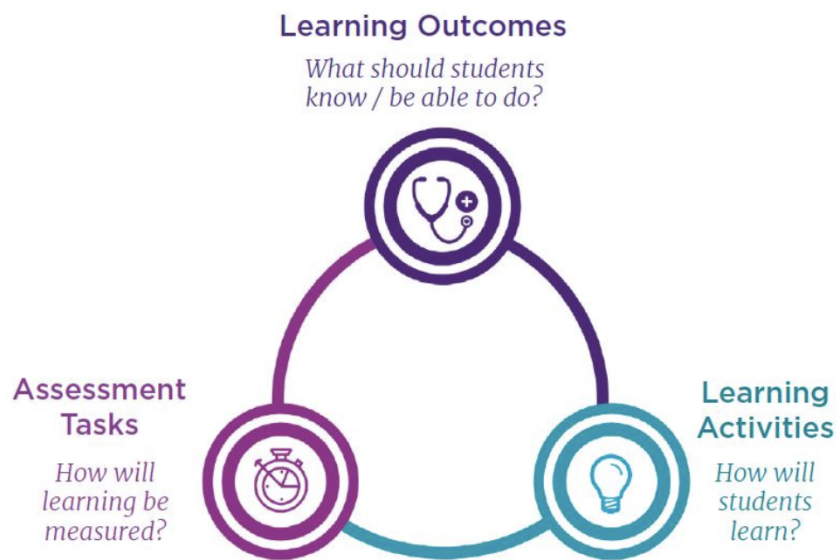 Learning Outcomes
What should students
know / be able to do?
Assessment
Tasks
How will
learning be
measured?
Learning
Activities
How will
students
learn?